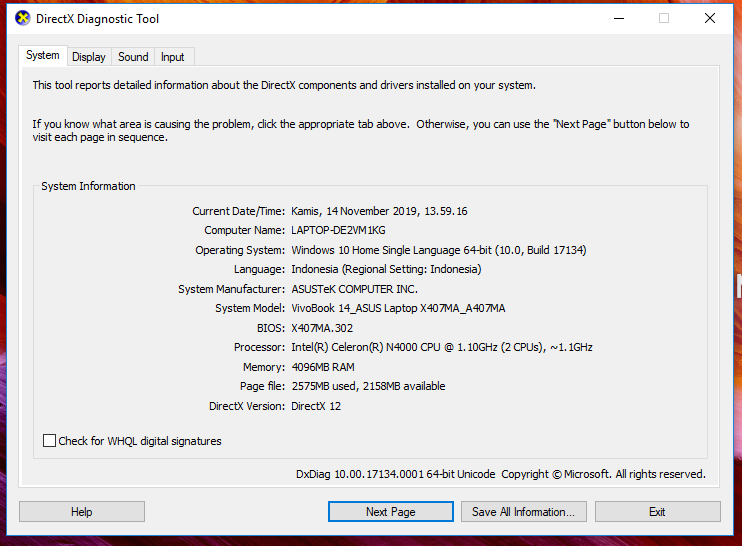 DirectX Diagnostic Tool
System Display Sound Input
This tool reports detailed information about the DirectX components and drivers installed on your system.
If you know what area is causing the problem, click the appropriate tab above. Otherwise, you can use the "Next Page" button below to
visit each page in sequence.
System Information
Current Date/Time: Kamis, 14 November 2019, 13.59.16
Computer Name: LAPTOP-DE2VM1KG
Operating System: Windows 10 Home Single Language 64-bit (10.0, Build 17134)
Language: Indonesia (Regional Setting: Indonesia)
System Manufacturer: ASUSTeK COMPUTER INC.
System Model: VivoBook 14_ASUS Laptop X407MA_A407MA
BIOS: X407MA.302
Processor: Intel(R) Celeron(R) N4000 CPU @ 1.10GHz (2 CPUs), ~1.1GHz
Memory: 4096MB RAM
Page file: 2575MB used, 2158MB available
DirectX Version: DirectX 12
Check for WHQL digital signatures
DxDiag 10.00.17134.0001 64-bit Unicode Copyright © Microsoft. All rights reserved.
Help Next Page Save All Information... Exit